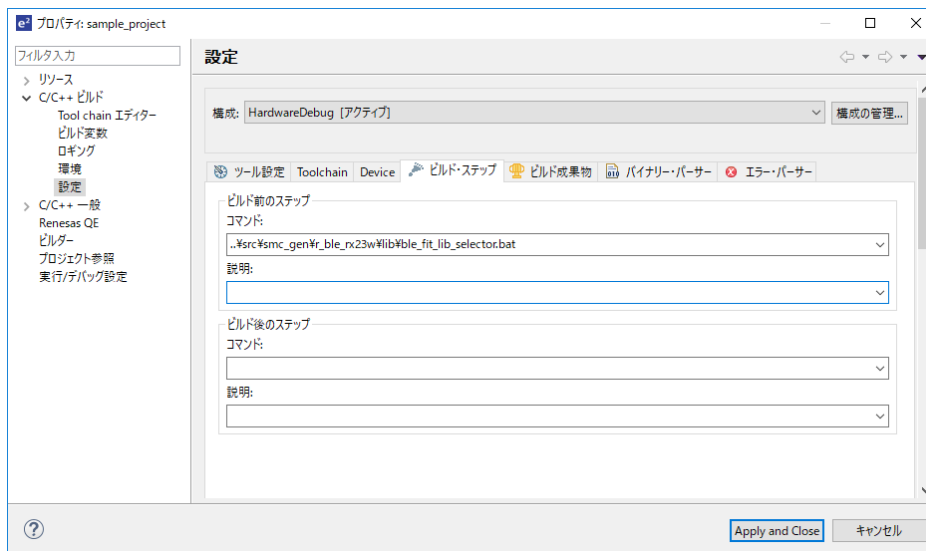 e² プロパティ: sample_project
フィルタ入力
設定
リソース
C/C++ ビルド
Tool chain エディター
ビルド変数
ロギング
環境
設定
C/C++ 一般
Renesas QE
ビルダー
プロジェクト参照
実行/デバッグ設定
構成: HardwareDebug [アクティブ] 構成の管理...
ツール設定 Toolchain Device ビルド・ステップ ビルド成果物 バイナリー・パーサー エラー・パーサー
ビルド前のステップ
コマンド:
..¥src¥smc_gen¥r_ble_rx23w¥lib¥ble_fit_lib_selector.bat
説明:
ビルド後のステップ
コマンド:
説明:
Apply and Close キャンセル